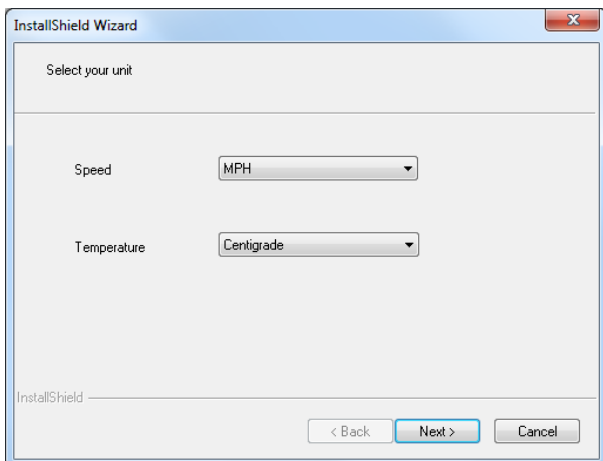 InstallShield Wizard
Select your unit
Speed
MPH
Temperature
Centigrade
InstallShield
< Back
Next >
Cancel